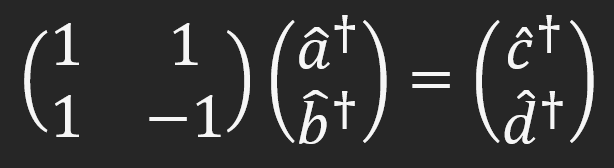 (1 1; 1 −1) (â†; b̂†) = (ĉ†; d̂†)